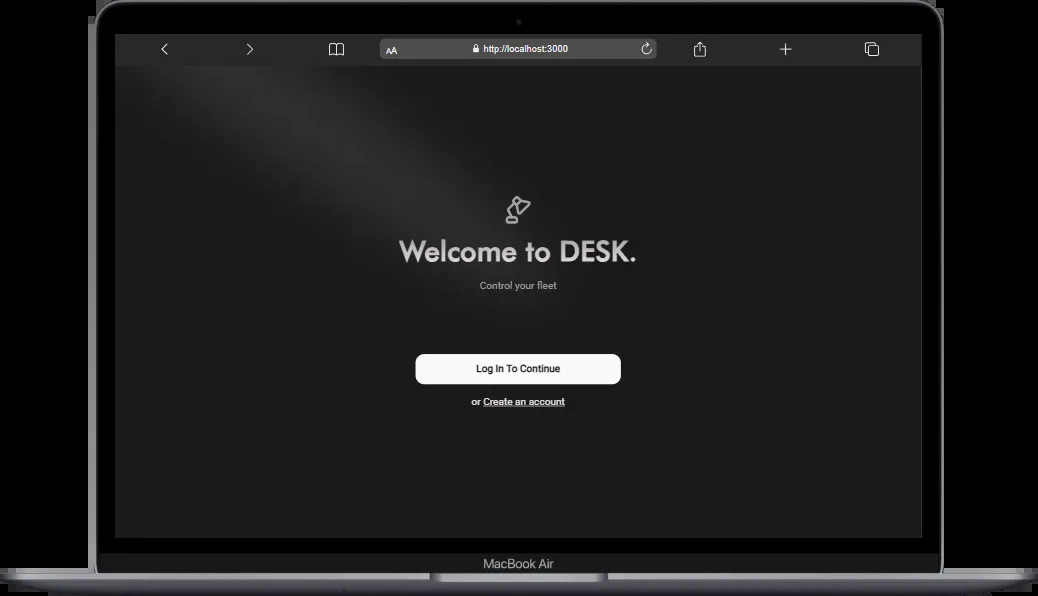 AA
http://localhost:3000
Welcome to DESK.
Control your fleet
Log In To Continue
or Create an account
MacBook Air